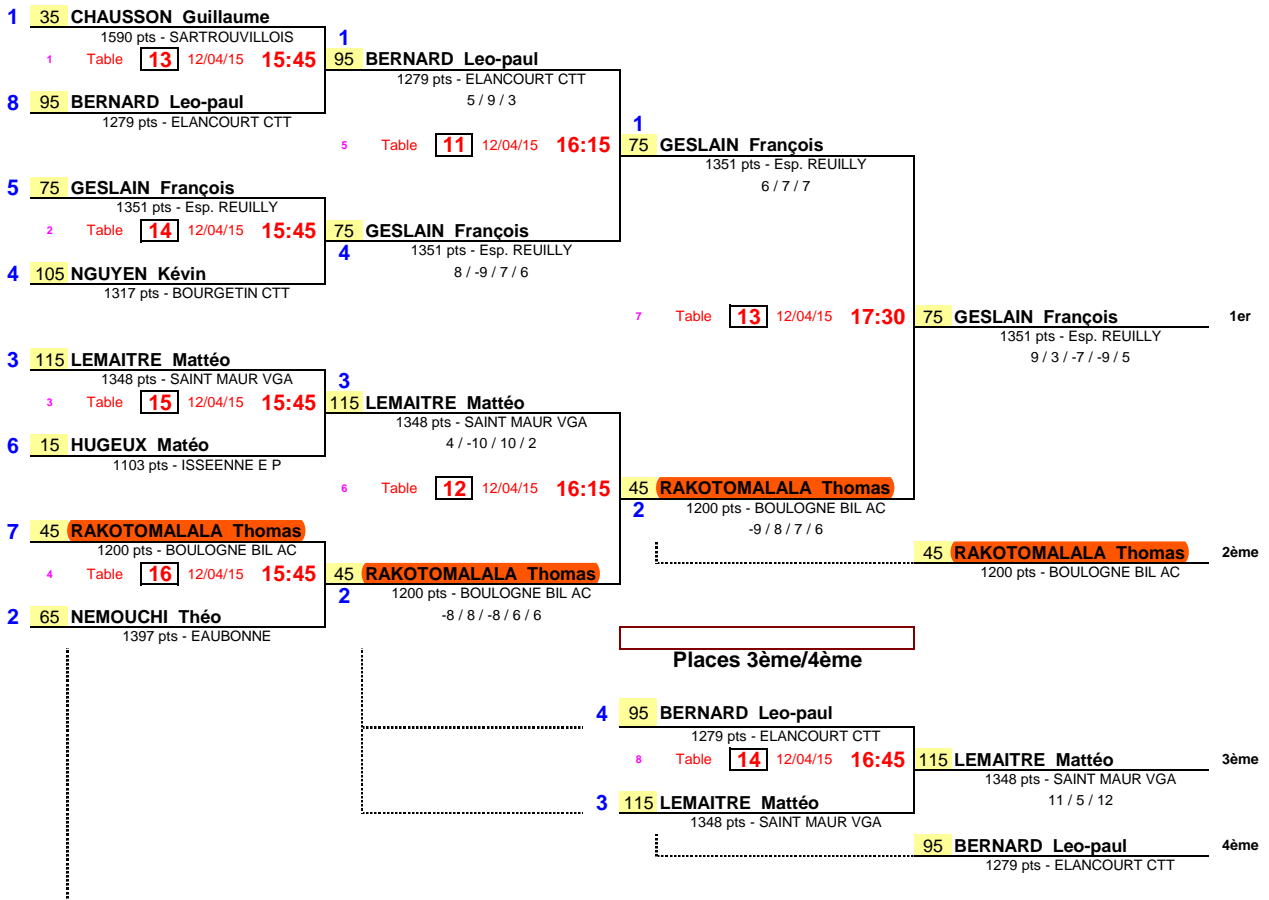 1 35 CHAUSSON Guillaume
1590 pts - SARTROUVILLOIS
1 Table 13 12/04/15 15:45
8 95 BERNARD Leo-paul
1279 pts - ELANCOURT CTT
5 75 GESLAIN François
1351 pts - Esp. REUILLY
2 Table 14 12/04/15 15:45
4 105 NGUYEN Kévin
1317 pts - BOURGETIN CTT
3 115 LEMAITRE Mattéo
1348 pts - SAINT MAUR VGA
3 Table 15 12/04/15 15:45
6 15 HUGEUX Matéo
1103 pts - ISSEENNE E P
7 45 RAKOTOMALALA Thomas
1200 pts - BOULOGNE BIL AC
4 Table 16 12/04/15 15:45
2 65 NEMOUCHI Théo
1397 pts - EAUBONNE
1
95 BERNARD Leo-paul
1279 pts - ELANCOURT CTT
5 / 9 / 3
5 Table 11 12/04/15 16:15
75 GESLAIN François
4
1351 pts - Esp. REUILLY
8 / -9 / 7 / 6
3
115 LEMAITRE Mattéo
1348 pts - SAINT MAUR VGA
4 / -10 / 10 / 2
6 Table 12 12/04/15 16:15
45 RAKOTOMALALA Thomas
2
1200 pts - BOULOGNE BIL AC
-8 / 8 / -8 / 6 / 6
1
75 GESLAIN François
1351 pts - Esp. REUILLY
6 / 7 / 7
7 Table 13 12/04/15 17:30
45 RAKOTOMALALA Thomas
2
1200 pts - BOULOGNE BIL AC
-9 / 8 / 7 / 6
75 GESLAIN François 1er
1351 pts - Esp. REUILLY
9 / 3 / -7 / -9 / 5
45 RAKOTOMALALA Thomas 2ème
1200 pts - BOULOGNE BIL AC
Places 3ème/4ème
4 95 BERNARD Leo-paul
1279 pts - ELANCOURT CTT
8 Table 14 12/04/15 16:45
3 115 LEMAITRE Mattéo
1348 pts - SAINT MAUR VGA
115 LEMAITRE Mattéo 3ème
1348 pts - SAINT MAUR VGA
11 / 5 / 12
95 BERNARD Leo-paul 4ème
1279 pts - ELANCOURT CTT